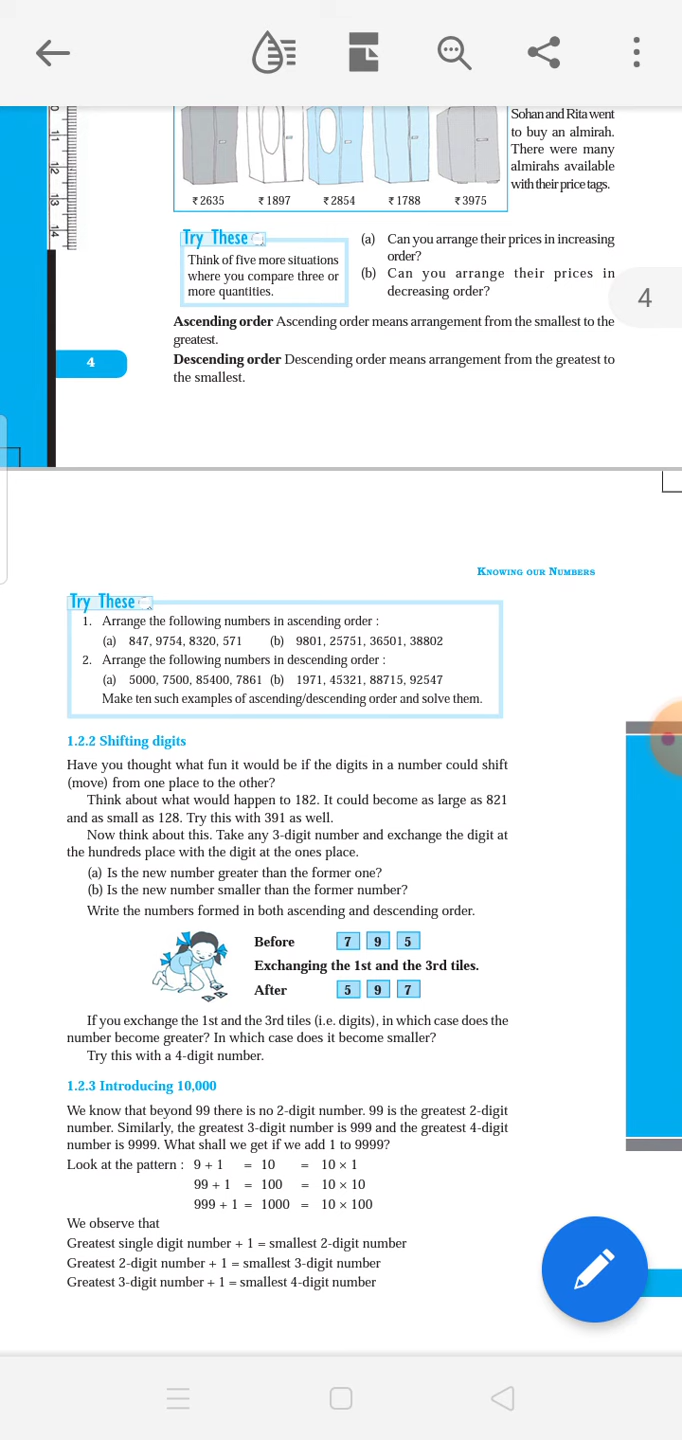 Sohan and Rita went
to buy an almirah.
There were many
almirahs available
with their price tags.
11
12
13
14
₹ 2635 ₹ 1897 ₹ 2854 ₹ 1788 ₹ 3975
Try These
Think of five more situations
where you compare three or
more quantities.
(a) Can you arrange their prices in increasing
order?
(b) Can you arrange their prices in
decreasing order?
4
Ascending order Ascending order means arrangement from the smallest to the
greatest.
Descending order Descending order means arrangement from the greatest to
the smallest.
4
KNOWING OUR NUMBERS
Try These
1. Arrange the following numbers in ascending order :
(a) 847, 9754, 8320, 571 (b) 9801, 25751, 36501, 38802
2. Arrange the following numbers in descending order :
(a) 5000, 7500, 85400, 7861 (b) 1971, 45321, 88715, 92547
Make ten such examples of ascending/descending order and solve them.
1.2.2 Shifting digits
Have you thought what fun it would be if the digits in a number could shift
(move) from one place to the other?
Think about what would happen to 182. It could become as large as 821
and as small as 128. Try this with 391 as well.
Now think about this. Take any 3-digit number and exchange the digit at
the hundreds place with the digit at the ones place.
(a) Is the new number greater than the former one?
(b) Is the new number smaller than the former number?
Write the numbers formed in both ascending and descending order.
Before 7 9 5
Exchanging the 1st and the 3rd tiles.
After 5 9 7
If you exchange the 1st and the 3rd tiles (i.e. digits), in which case does the
number become greater? In which case does it become smaller?
Try this with a 4-digit number.
1.2.3 Introducing 10,000
We know that beyond 99 there is no 2-digit number. 99 is the greatest 2-digit
number. Similarly, the greatest 3-digit number is 999 and the greatest 4-digit
number is 9999. What shall we get if we add 1 to 9999?
Look at the pattern : 9 + 1 = 10 = 10 × 1
99 + 1 = 100 = 10 × 10
999 + 1 = 1000 = 10 × 100
We observe that
Greatest single digit number + 1 = smallest 2-digit number
Greatest 2-digit number + 1 = smallest 3-digit number
Greatest 3-digit number + 1 = smallest 4-digit number